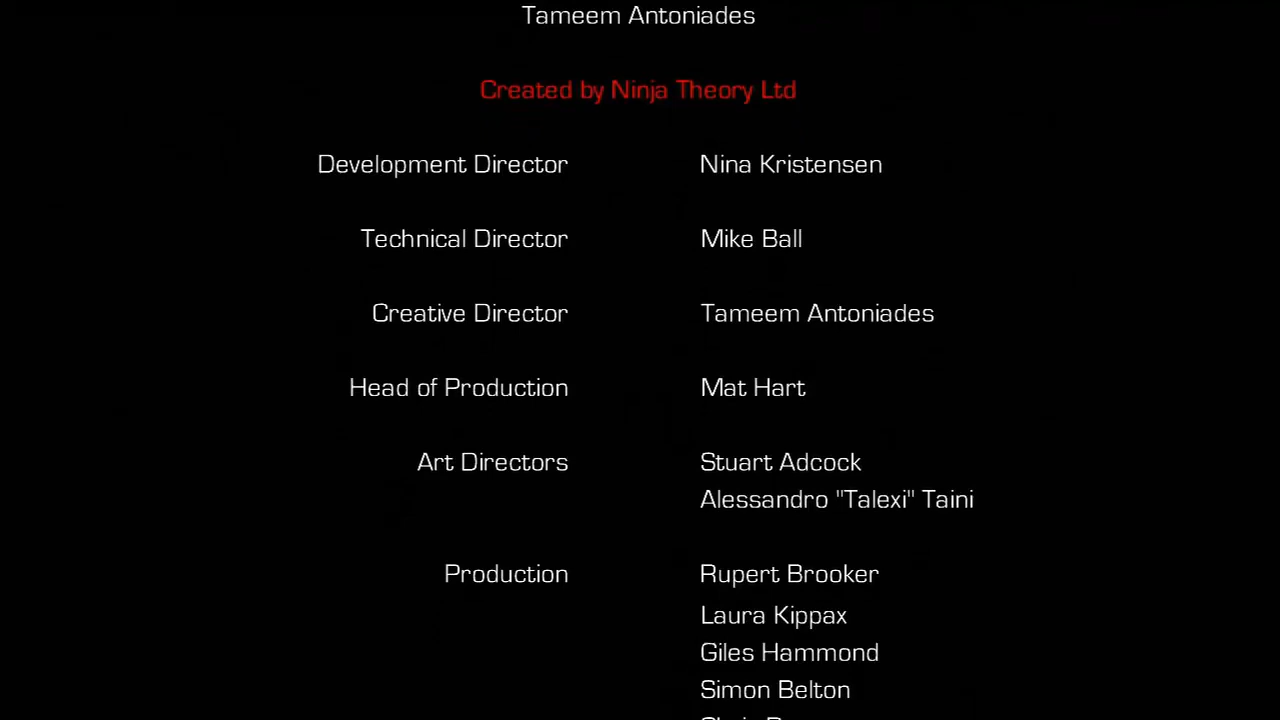 Tameem Antoniades
Created by Ninja Theory Ltd
Development Director Nina Kristensen
Technical Director Mike Ball
Creative Director Tameem Antoniades
Head of Production Mat Hart
Art Directors Stuart Adcock
Alessandro "Talexi" Taini
Production Rupert Brooker
Laura Kippax
Giles Hammond
Simon Belton